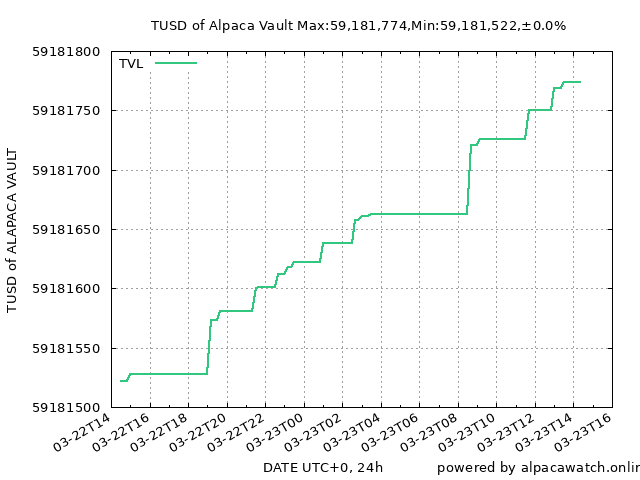 TUSD of Alpaca Vault Max:59,181,774,Min:59,181,522,±0.0%
TVL
59181800
59181750
59181700
59181650
59181600
59181550
59181500
TUSD of ALAPACA VAULT
03-22T14
03-22T16
03-22T18
03-22T20
03-22T22
03-23T00
03-23T02
03-23T04
03-23T06
03-23T08
03-23T10
03-23T12
03-23T14
03-23T16
DATE UTC+0, 24h
powered by alpacawatch.onlin